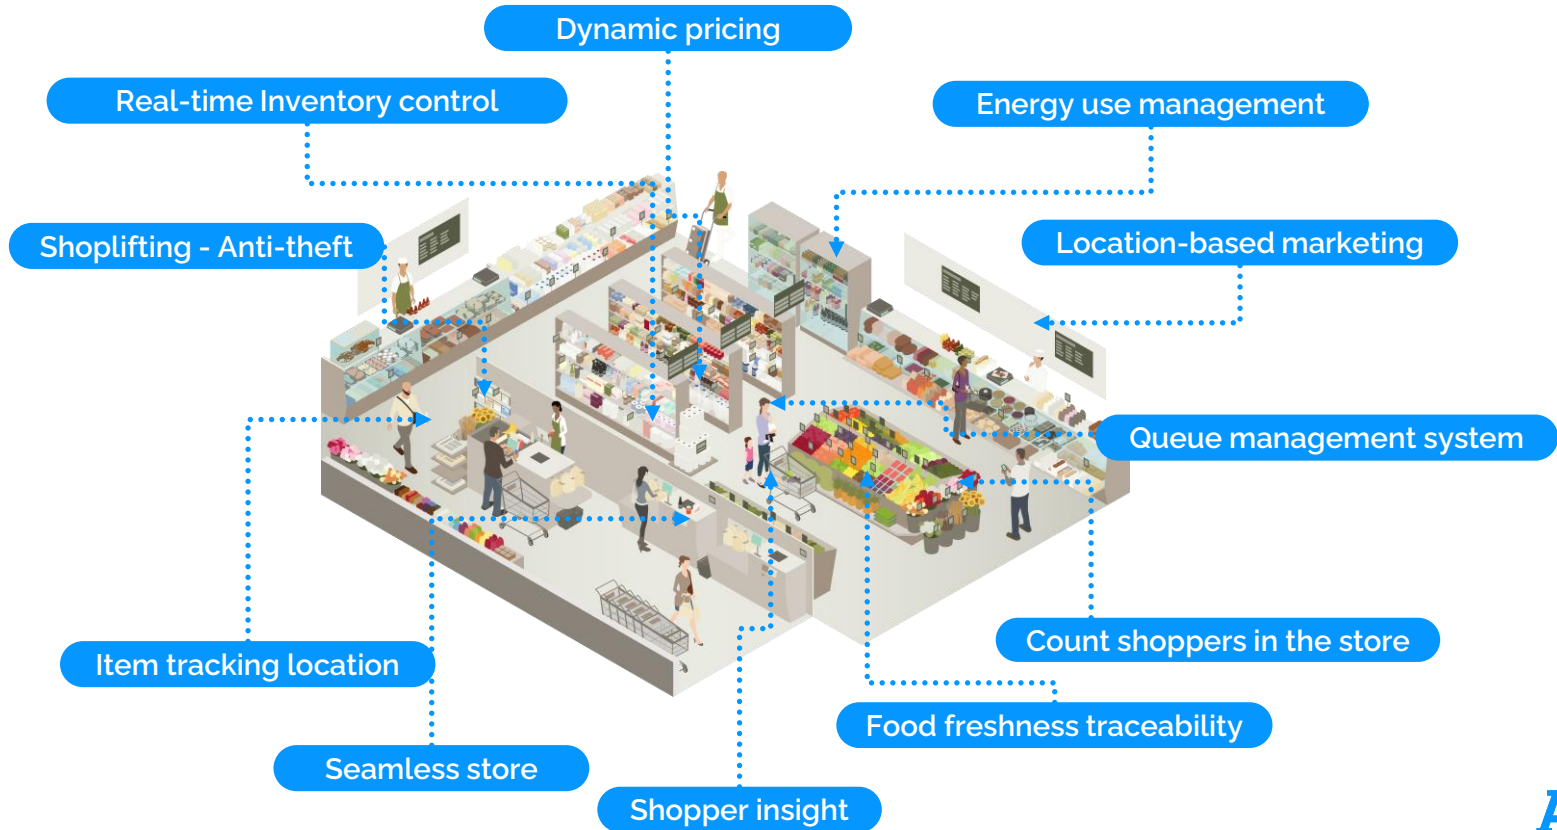 Dynamic pricing
Real-time Inventory control
Energy use management
Shoplifting - Anti-theft
Location-based marketing
Queue management system
Count shoppers in the store
Item tracking location
Food freshness traceability
Seamless store
Shopper insight